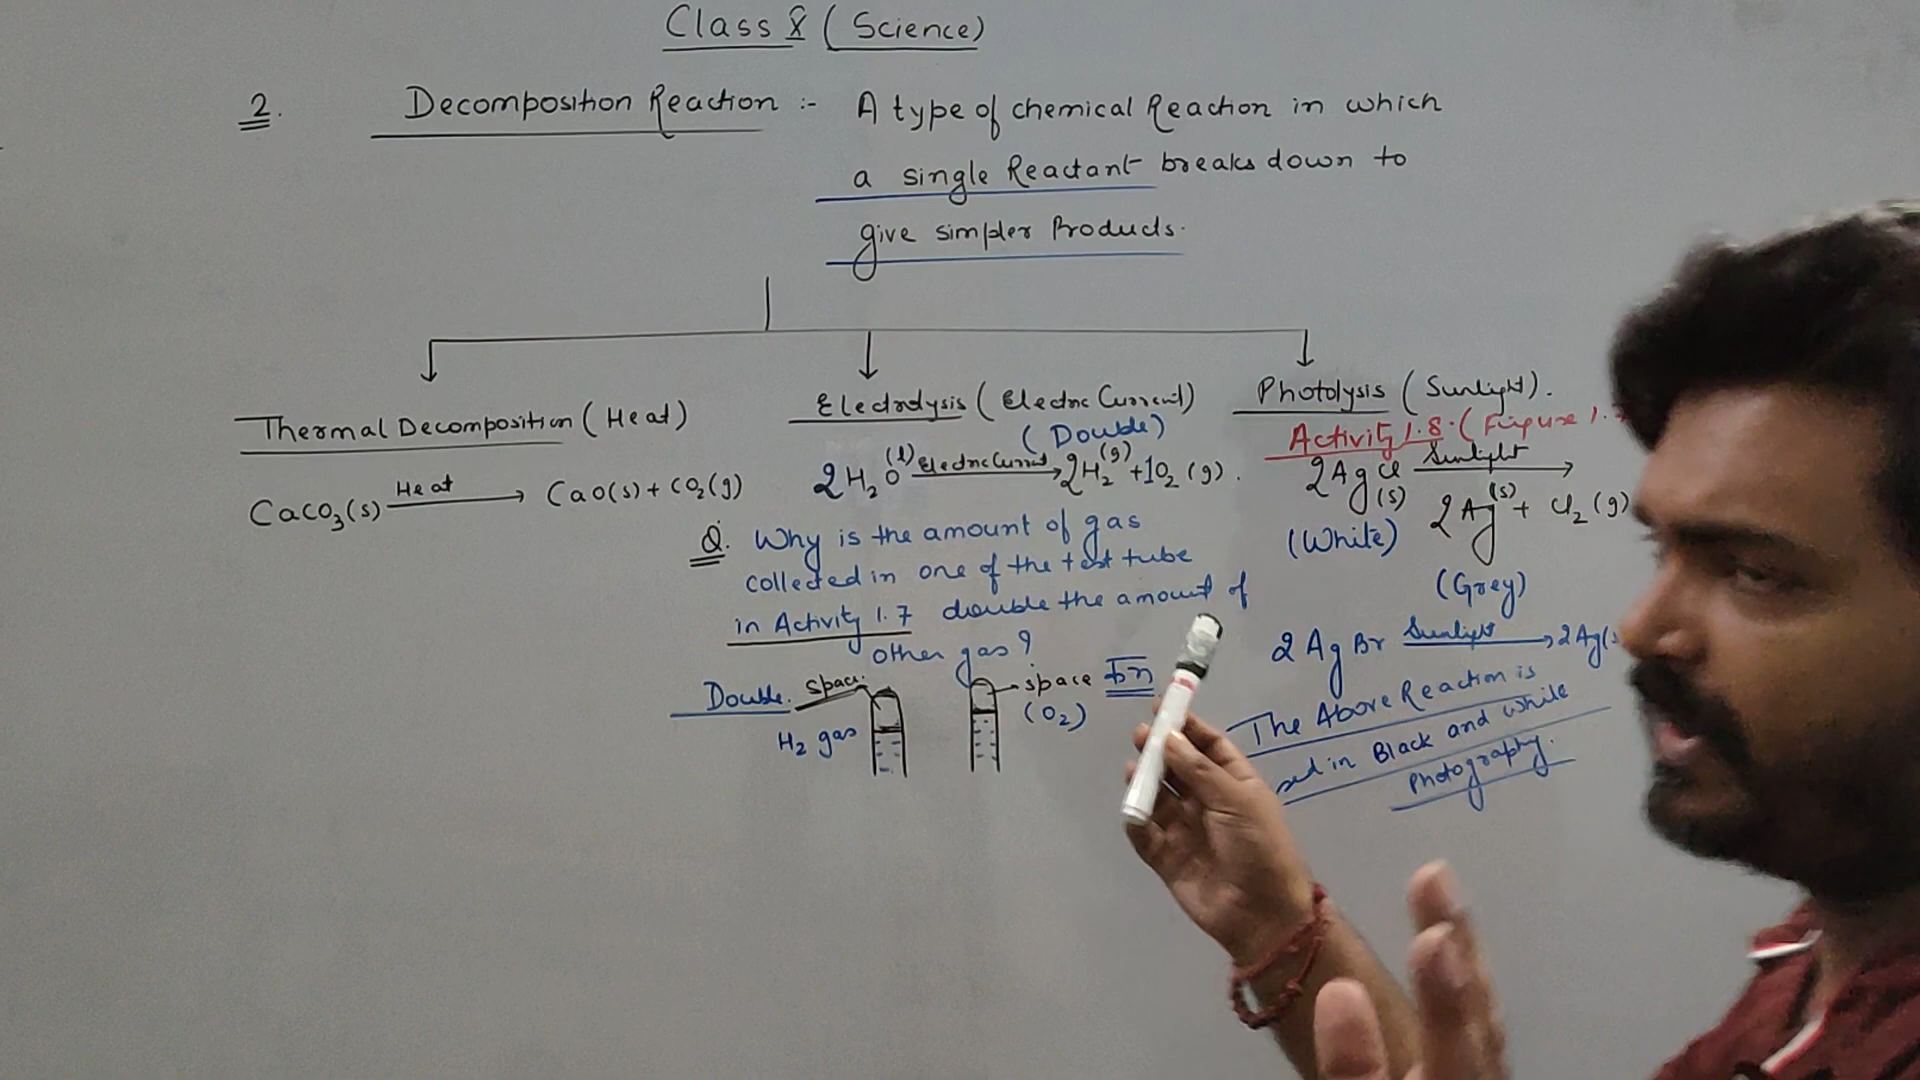 Class X (Science)
2. Decomposition Reaction :- A type of chemical Reaction in which
a single Reactant breaks down to
give simpler Products.
Thermal Decomposition (Heat)
CaCO3(s) Heat → CaO(s) + CO2(g)
Electrolysis (Electric Current)
(Double)
2H2O(l) Electric Current → 2H2(g) + 1O2(g).
Q. Why is the amount of gas
collected in one of the test tube
in Activity 1.7 double the amount of
other gas?
Double. space
H2 gas
space
(O2)
Photolysis (Sunlight).
Activity 1.8. (Figure 1.
2AgCl(s) Sunlight →
2Ag(s) + Cl2(g)
(White)
(Grey)
2AgBr Sunlight → 2Ag(s
The Above Reaction is
sed in Black and while
Photography.